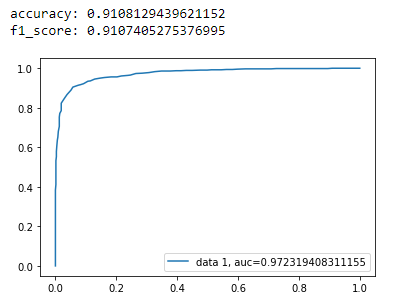 accuracy: 0.9108129439621152
f1_score: 0.9107405275376995
1.0
0.8
0.6
0.4
0.2
0.0
data 1, auc=0.972319408311155
0.0 0.2 0.4 0.6 0.8 1.0